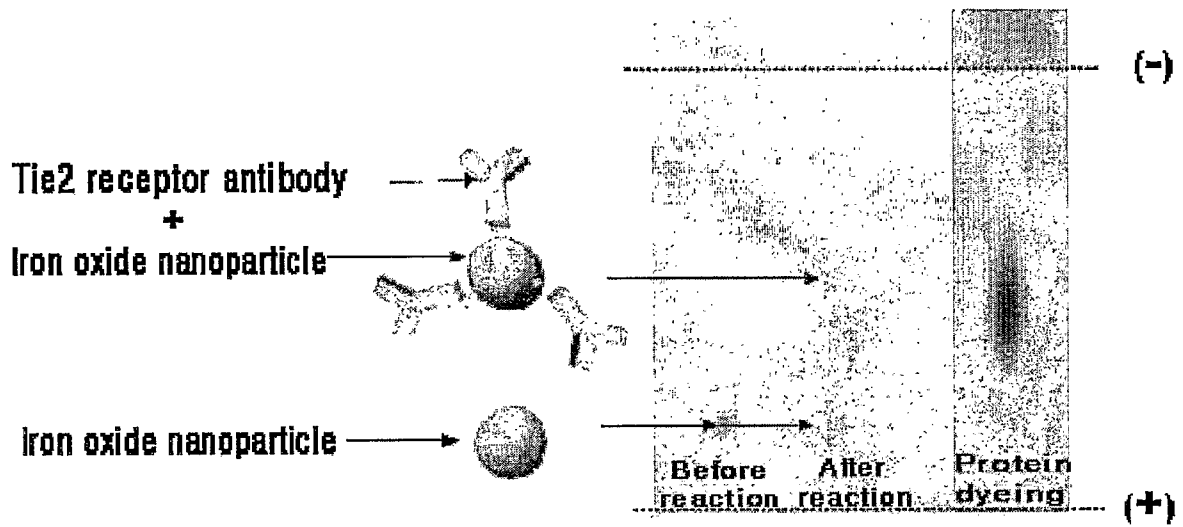 (-)
Tie2 receptor antibody
+
Iron oxide nanoparticle
Iron oxide nanoparticle
Before reaction
After reaction
Protein dyeing
(+)